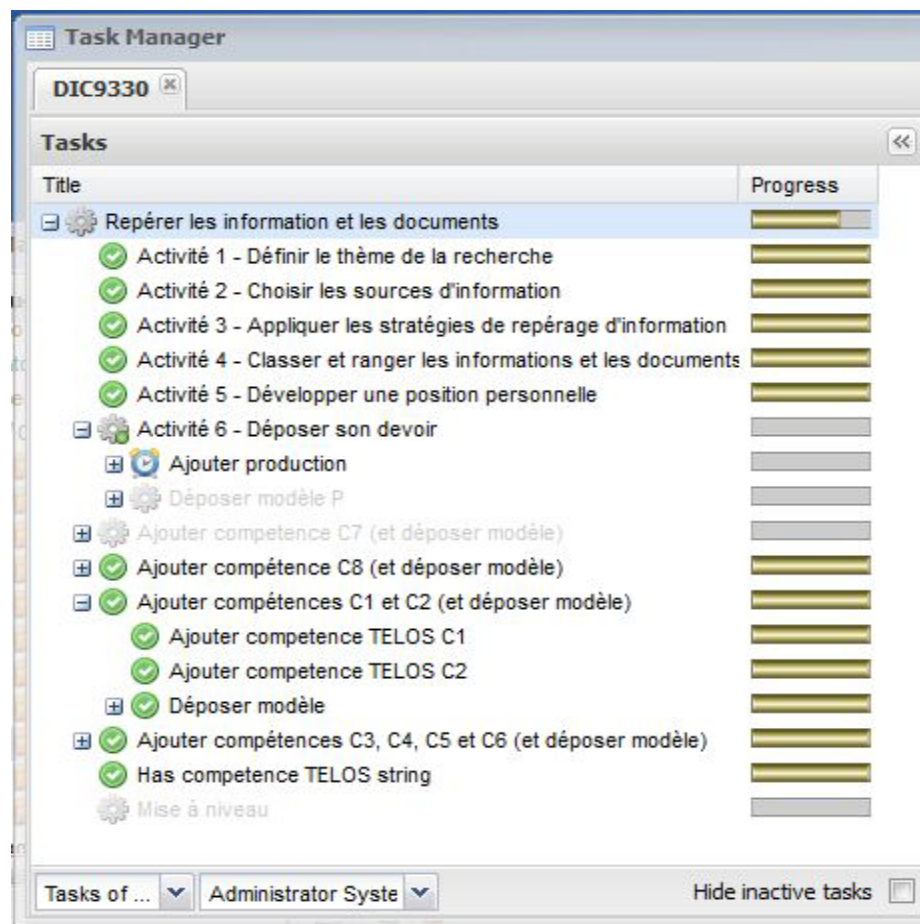 Task Manager
DIC9330
Tasks
Title Progress
Repérer les information et les documents
Activité 1 - Définir le thème de la recherche
Activité 2 - Choisir les sources d'information
Activité 3 - Appliquer les stratégies de repérage d'information
Activité 4 - Classer et ranger les informations et les documents
Activité 5 - Développer une position personnelle
Activité 6 - Déposer son devoir
Ajouter production
Déposer modèle P
Ajouter competence C7 (et déposer modèle)
Ajouter compétence C8 (et déposer modèle)
Ajouter compétences C1 et C2 (et déposer modèle)
Ajouter competence TELOS C1
Ajouter competence TELOS C2
Déposer modèle
Ajouter compétences C3, C4, C5 et C6 (et déposer modèle)
Has competence TELOS string
Mise à niveau
Tasks of ... Administrator Syste Hide inactive tasks